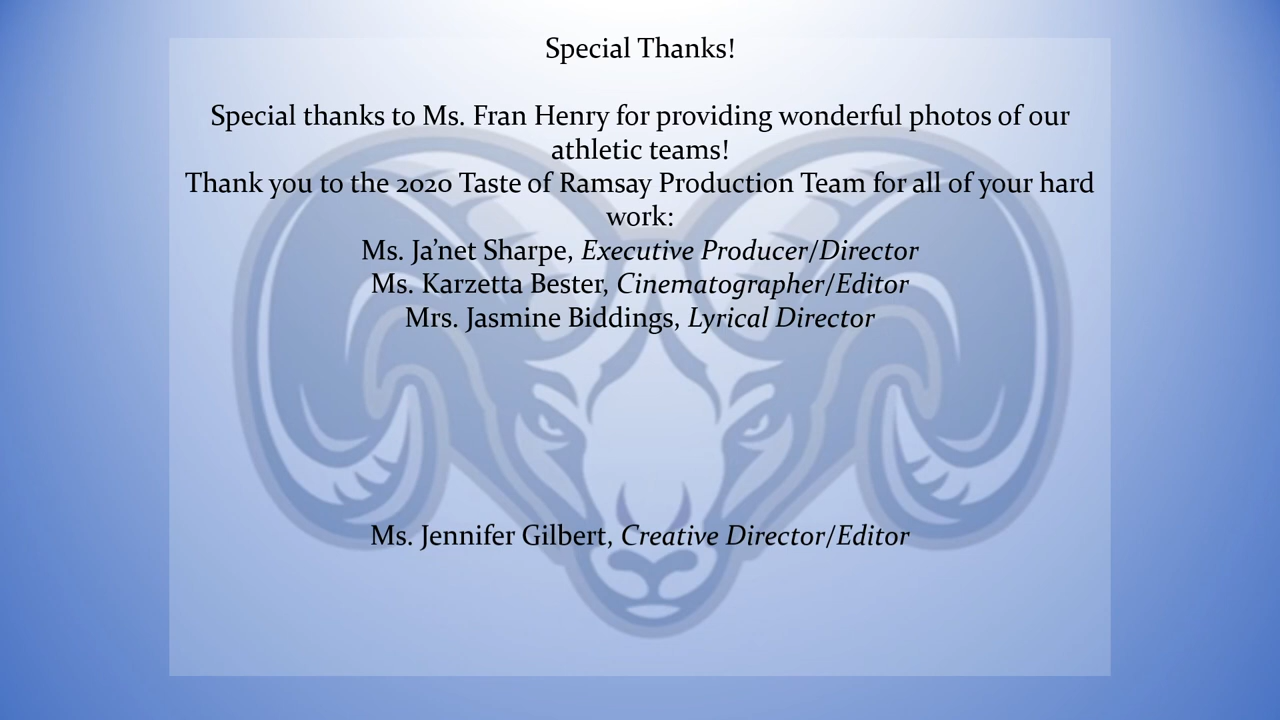 Special Thanks!
Special thanks to Ms. Fran Henry for providing wonderful photos of our
athletic teams!
Thank you to the 2020 Taste of Ramsay Production Team for all of your hard
work:
Ms. Ja’net Sharpe, Executive Producer/Director
Ms. Karzetta Bester, Cinematographer/Editor
Mrs. Jasmine Biddings, Lyrical Director
Ms. Jennifer Gilbert, Creative Director/Editor